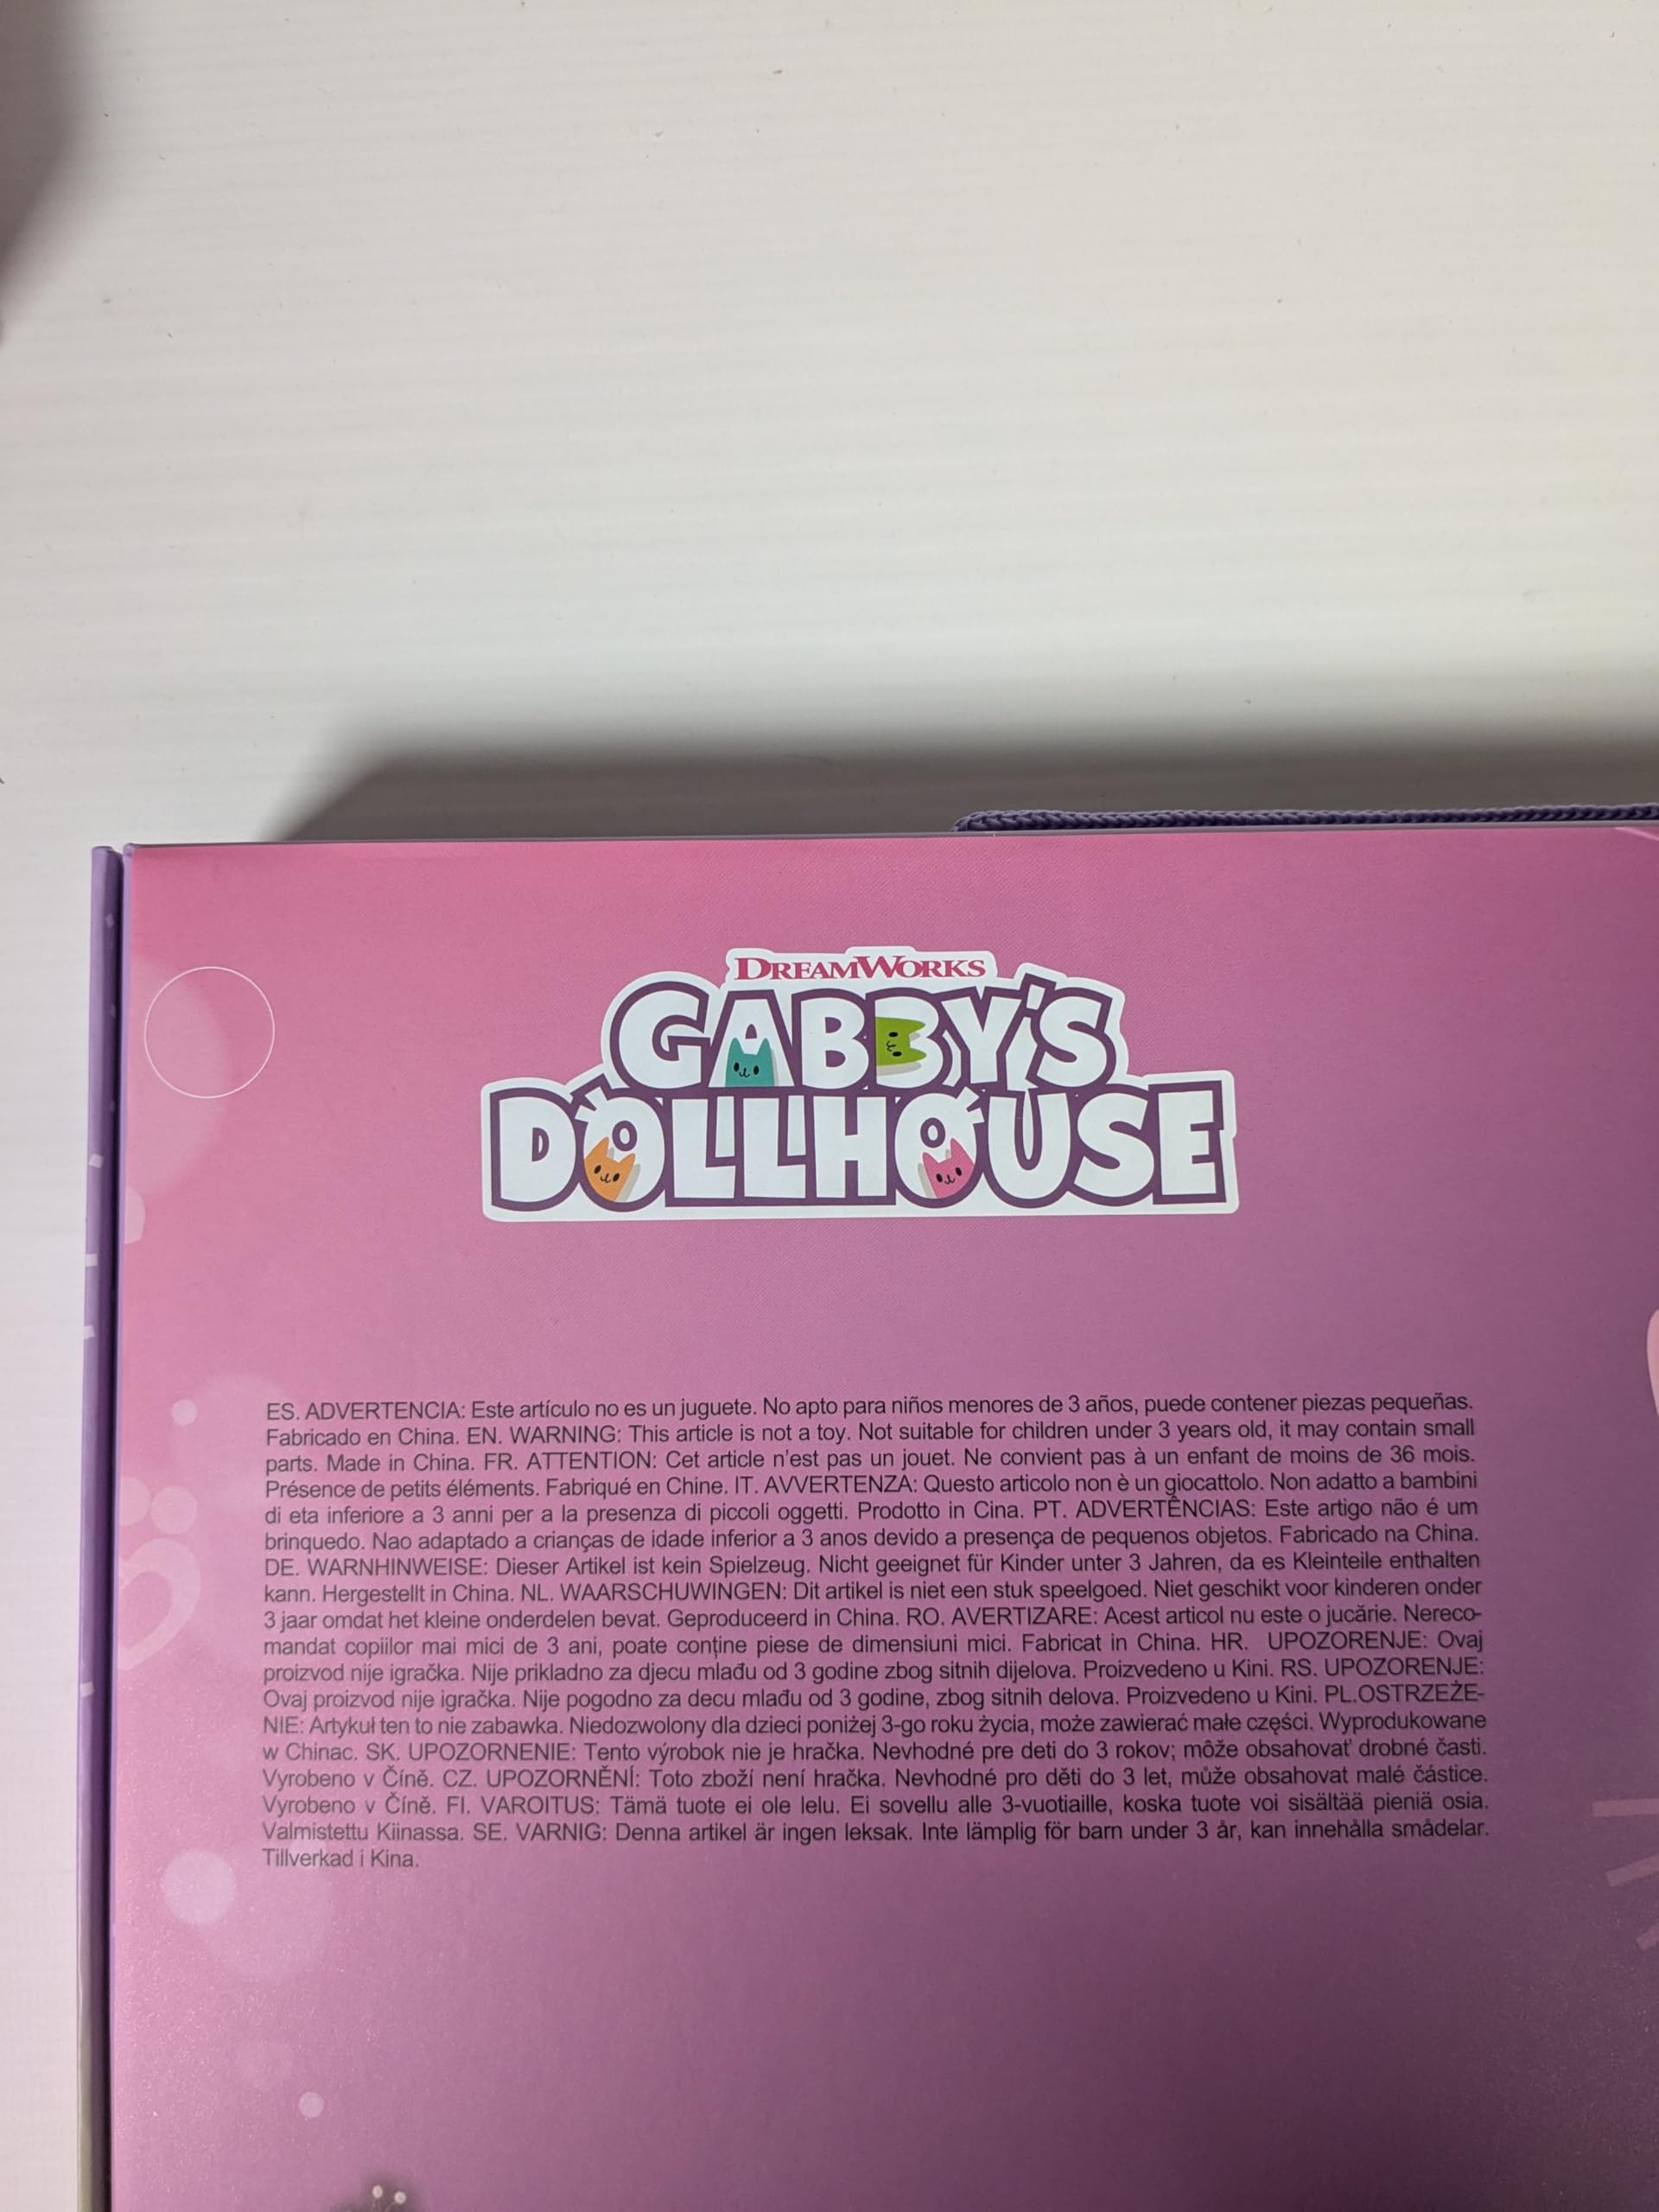 DREAMWORKS
GABBY'S
DOLLHOUSE
ES. ADVERTENCIA: Este artículo no es un juguete. No apto para niños menores de 3 años, puede contener piezas pequeñas.
Fabricado en China. EN. WARNING: This article is not a toy. Not suitable for children under 3 years old, it may contain small
parts. Made in China. FR. ATTENTION: Cet article n'est pas un jouet. Ne convient pas à un enfant de moins de 36 mois.
Présence de petits éléments. Fabriqué en Chine. IT. AVVERTENZA: Questo articolo non è un giocattolo. Non adatto a bambini
di eta inferiore a 3 anni per a la presenza di piccoli oggetti. Prodotto in Cina. PT. ADVERTÊNCIAS: Este artigo não é um
brinquedo. Nao adaptado a crianças de idade inferior a 3 anos devido a presença de pequenos objetos. Fabricado na China.
DE. WARNHINWEISE: Dieser Artikel ist kein Spielzeug. Nicht geeignet für Kinder unter 3 Jahren, da es Kleinteile enthalten
kann. Hergestellt in China. NL. WAARSCHUWINGEN: Dit artikel is niet een stuk speelgoed. Niet geschikt voor kinderen onder
3 jaar omdat het kleine onderdelen bevat. Geproduceerd in China. RO. AVERTIZARE: Acest articol nu este o jucărie. Nereco-
mandat copiilor mai mici de 3 ani, poate conține piese de dimensiuni mici. Fabricat in China. HR. UPOZORENJE: Ovaj
proizvod nije igračka. Nije prikladno za djecu mlađu od 3 godine zbog sitnih dijelova. Proizvedeno u Kini. RS. UPOZORENJE:
Ovaj proizvod nije igračka. Nije pogodno za decu mlađu od 3 godine, zbog sitnih delova. Proizvedeno u Kini. PL.OSTRZEŻE-
NIE: Artykuł ten to nie zabawka. Niedozwolony dla dzieci poniżej 3-go roku życia, może zawierać małe części. Wyprodukowane
w Chinac. SK. UPOZORNENIE: Tento výrobok nie je hračka. Nevhodné pre deti do 3 rokov; môže obsahovať drobné časti.
Vyrobeno v Číně. CZ. UPOZORNĚNÍ: Toto zboží není hračka. Nevhodné pro děti do 3 let, může obsahovat malé částice.
Vyrobeno v Číně. FI. VAROITUS: Tämä tuote ei ole lelu. Ei sovellu alle 3-vuotiaille, koska tuote voi sisältää pieniä osia.
Valmistettu Kiinassa. SE. VARNIG: Denna artikel är ingen leksak. Inte lämplig för barn under 3 år, kan innehålla smådelar.
Tillverkad i Kina.